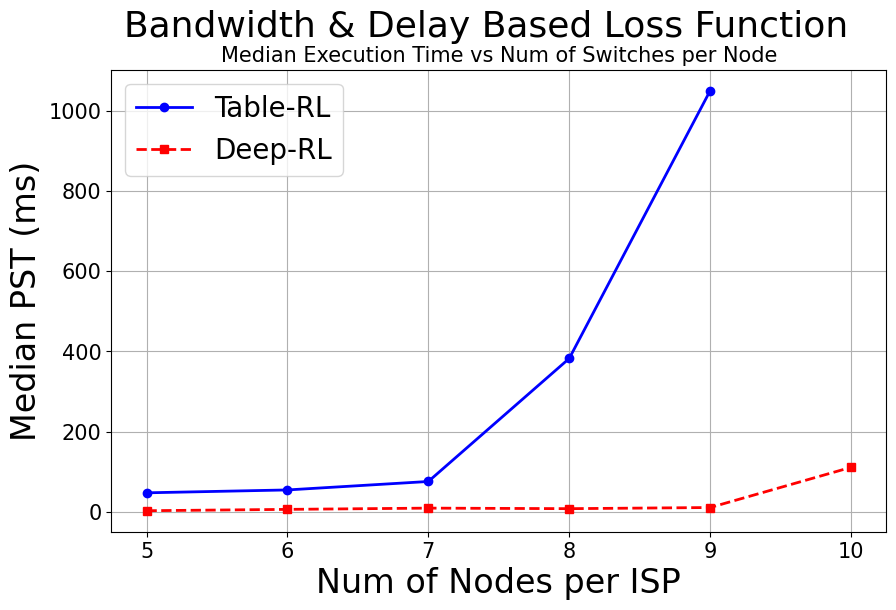 Bandwidth & Delay Based Loss Function
Median Execution Time vs Num of Switches per Node
Table-RL
Deep-RL
Median PST (ms)
1000
800
600
400
200
0
5 6 7 8 9 10
Num of Nodes per ISP